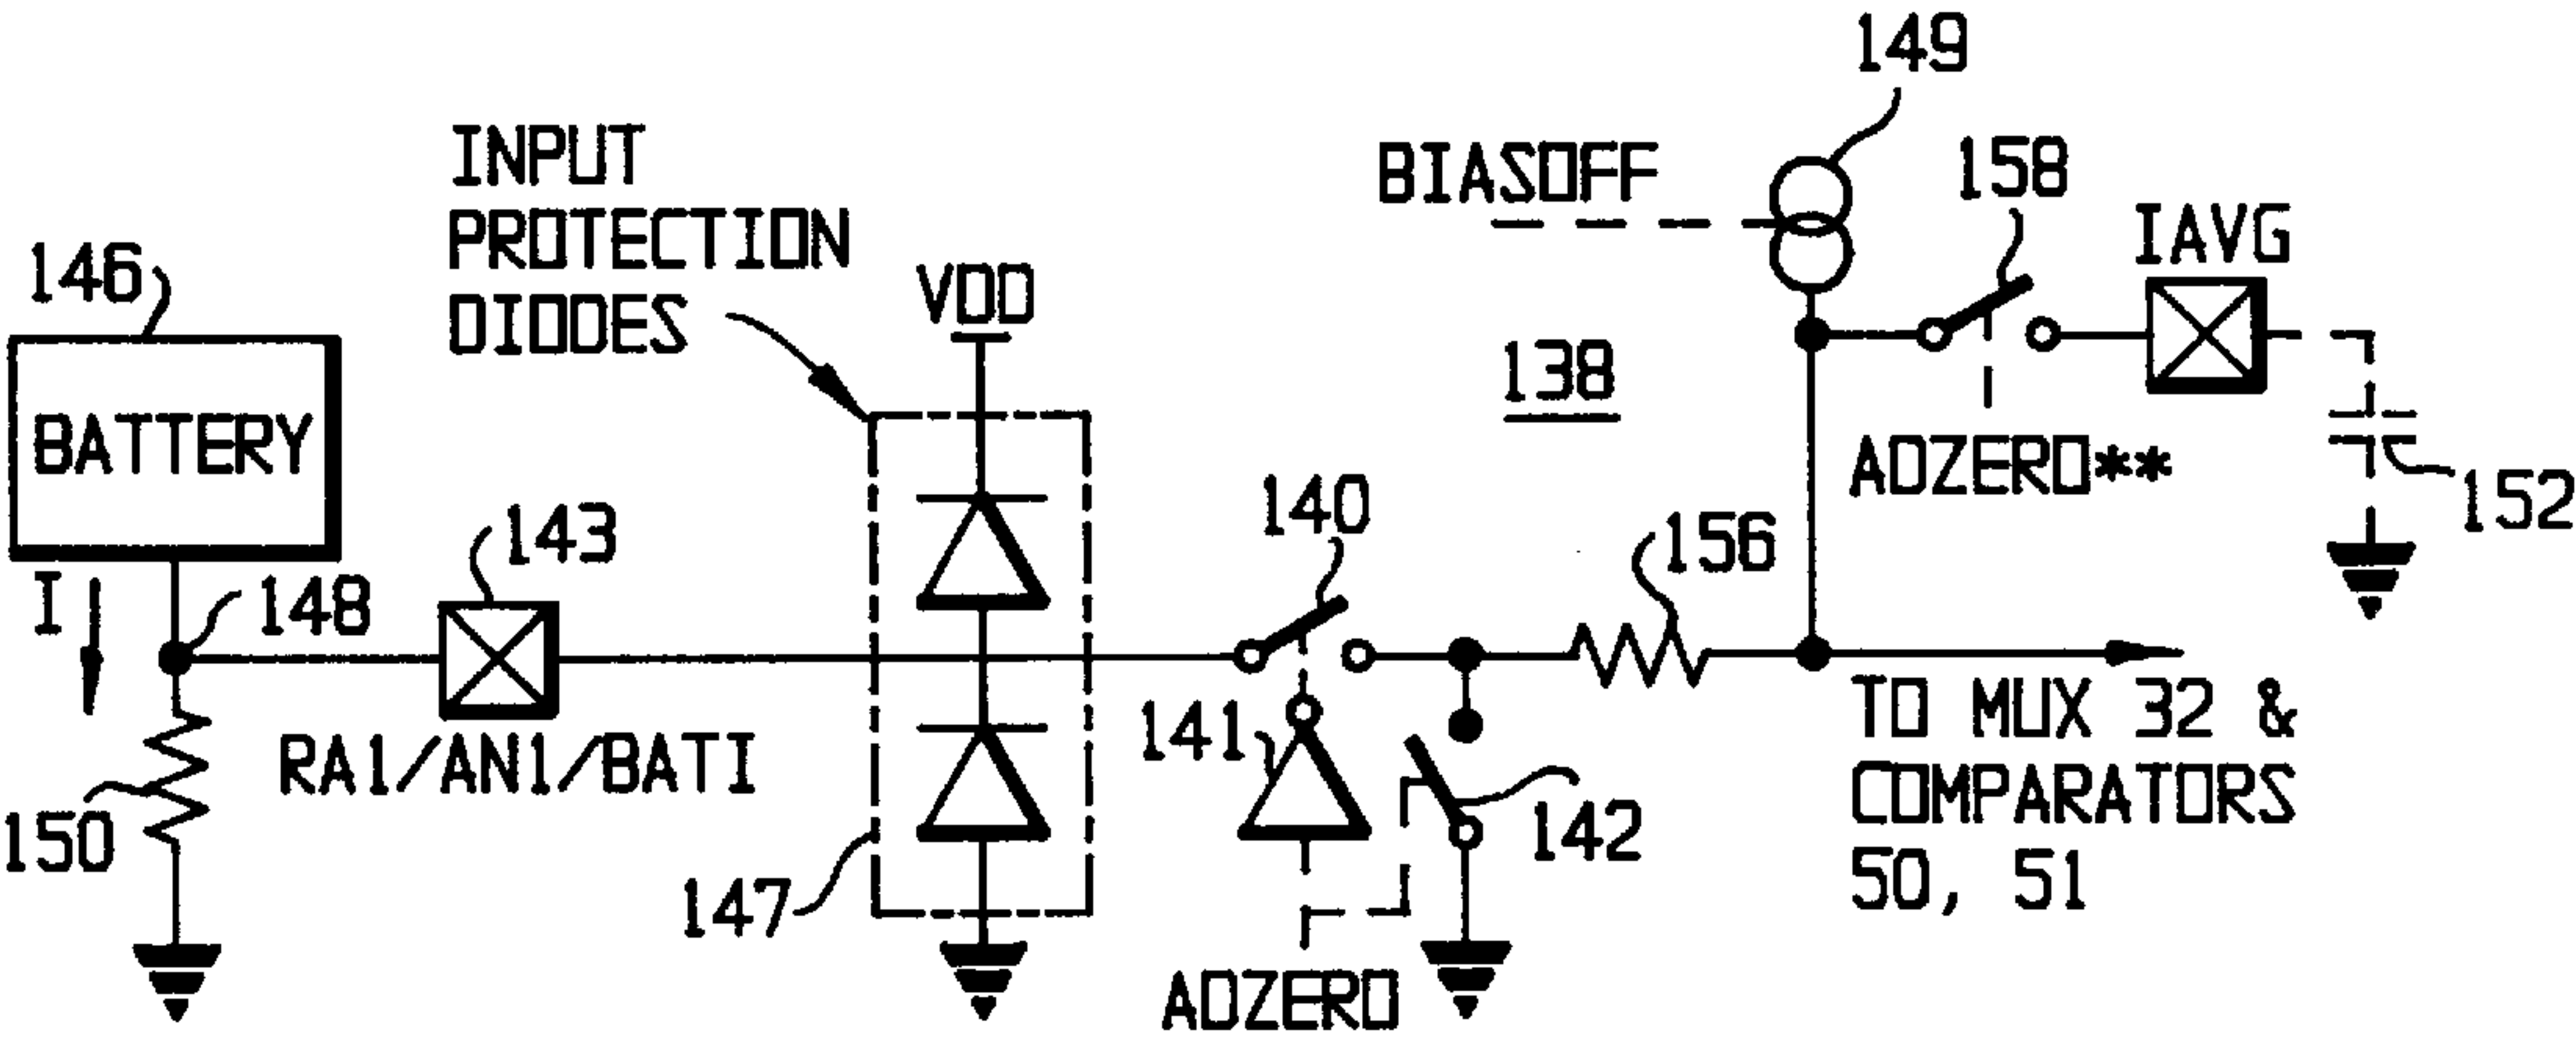 149
INPUT
PROTECTION
DIODES
BIASOFF
158
IAVG
146
VDD
138
BATTERY
ADZERO**
152
143
140
156
I
148
141
RA1/AN1/BATI
TO MUX 32 &
COMPARATORS
50, 51
150
142
147
ADZERO